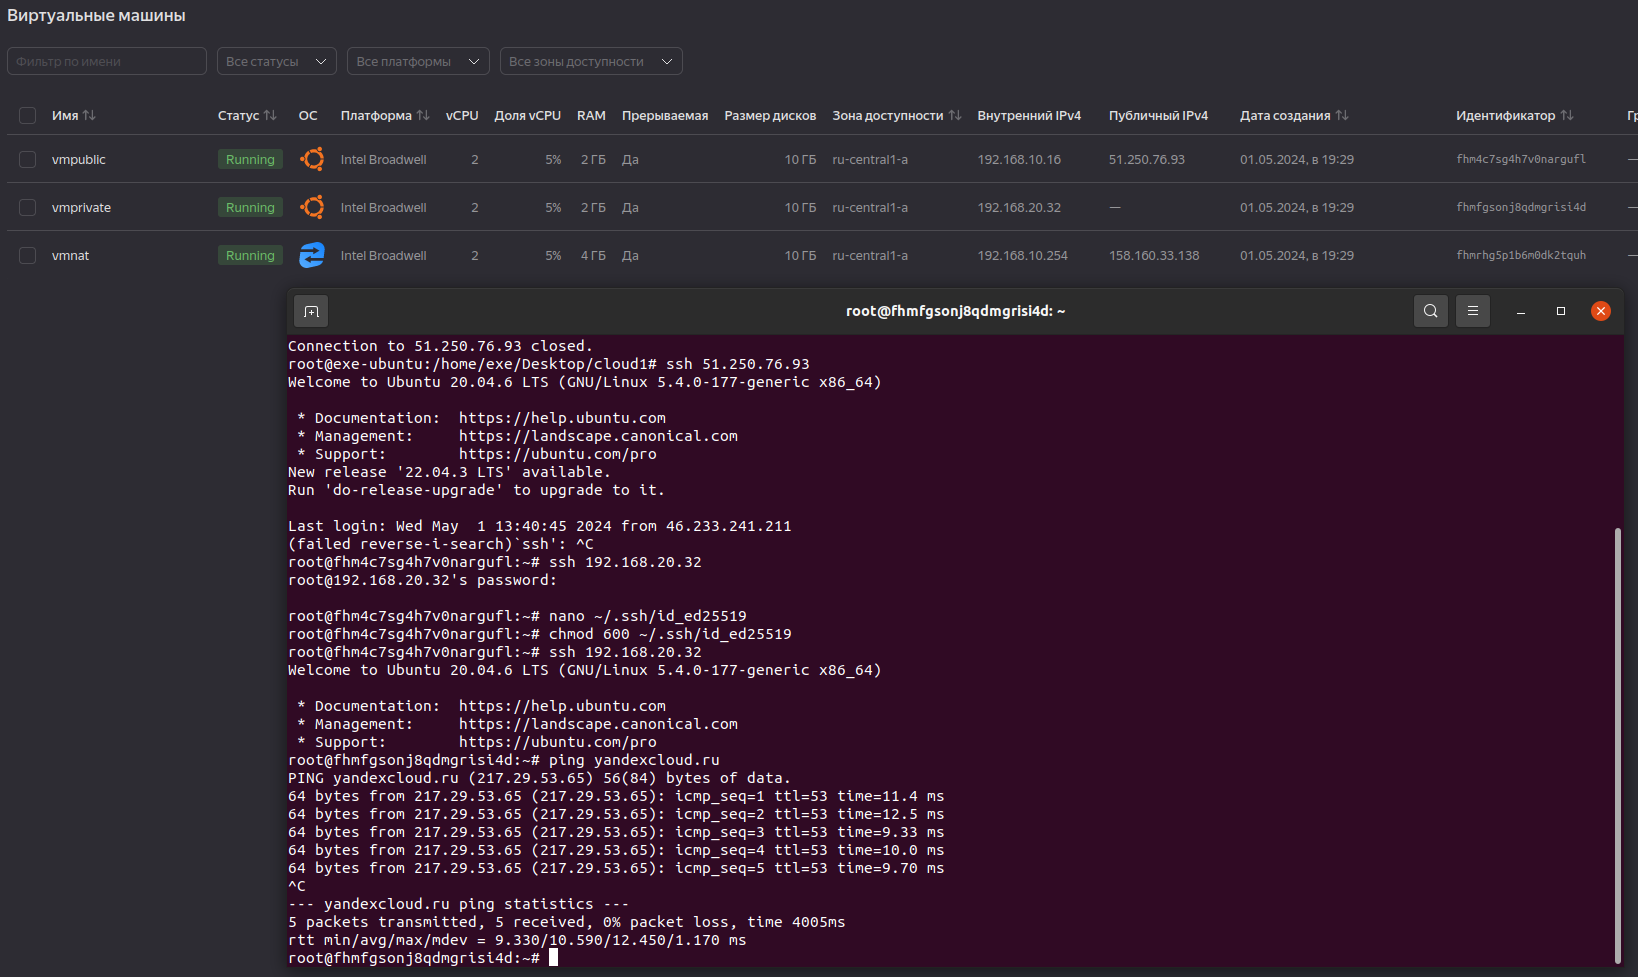 Виртуальные машины
Фильтр по имени Все статусы Все платформы Все зоны доступности
Имя Статус ОС Платформа vCPU Доля vCPU RAM Прерываемая Размер дисков Зона доступности Внутренний IPv4 Публичный IPv4 Дата создания Идентификатор
vmpublic Running Intel Broadwell 2 5% 2 ГБ Да 10 ГБ ru-central1-a 192.168.10.16 51.250.76.93 01.05.2024, в 19:29 fhm4c7sg4h7v0nargufl —
vmprivate Running Intel Broadwell 2 5% 2 ГБ Да 10 ГБ ru-central1-a 192.168.20.32 — 01.05.2024, в 19:29 fhmfgsonj8qdmgrisi4d —
vmnat Running Intel Broadwell 2 5% 4 ГБ Да 10 ГБ ru-central1-a 192.168.10.254 158.160.33.138 01.05.2024, в 19:29 fhmrhg5p1b6m0dk2tquh —
root@fhmfgsonj8qdmgrisi4d: ~
Connection to 51.250.76.93 closed.
root@exe-ubuntu:/home/exe/Desktop/cloud1# ssh 51.250.76.93
Welcome to Ubuntu 20.04.6 LTS (GNU/Linux 5.4.0-177-generic x86_64)
* Documentation: https://help.ubuntu.com
* Management: https://landscape.canonical.com
* Support: https://ubuntu.com/pro
New release '22.04.3 LTS' available.
Run 'do-release-upgrade' to upgrade to it.
Last login: Wed May 1 13:40:45 2024 from 46.233.241.211
(failed reverse-i-search)`ssh': ^C
root@fhm4c7sg4h7v0nargufl:~# ssh 192.168.20.32
root@192.168.20.32's password:
root@fhm4c7sg4h7v0nargufl:~# nano ~/.ssh/id_ed25519
root@fhm4c7sg4h7v0nargufl:~# chmod 600 ~/.ssh/id_ed25519
root@fhm4c7sg4h7v0nargufl:~# ssh 192.168.20.32
Welcome to Ubuntu 20.04.6 LTS (GNU/Linux 5.4.0-177-generic x86_64)
* Documentation: https://help.ubuntu.com
* Management: https://landscape.canonical.com
* Support: https://ubuntu.com/pro
root@fhmfgsonj8qdmgrisi4d:~# ping yandexcloud.ru
PING yandexcloud.ru (217.29.53.65) 56(84) bytes of data.
64 bytes from 217.29.53.65 (217.29.53.65): icmp_seq=1 ttl=53 time=11.4 ms
64 bytes from 217.29.53.65 (217.29.53.65): icmp_seq=2 ttl=53 time=12.5 ms
64 bytes from 217.29.53.65 (217.29.53.65): icmp_seq=3 ttl=53 time=9.33 ms
64 bytes from 217.29.53.65 (217.29.53.65): icmp_seq=4 ttl=53 time=10.0 ms
64 bytes from 217.29.53.65 (217.29.53.65): icmp_seq=5 ttl=53 time=9.70 ms
^C
--- yandexcloud.ru ping statistics ---
5 packets transmitted, 5 received, 0% packet loss, time 4005ms
rtt min/avg/max/mdev = 9.330/10.590/12.450/1.170 ms
root@fhmfgsonj8qdmgrisi4d:~#